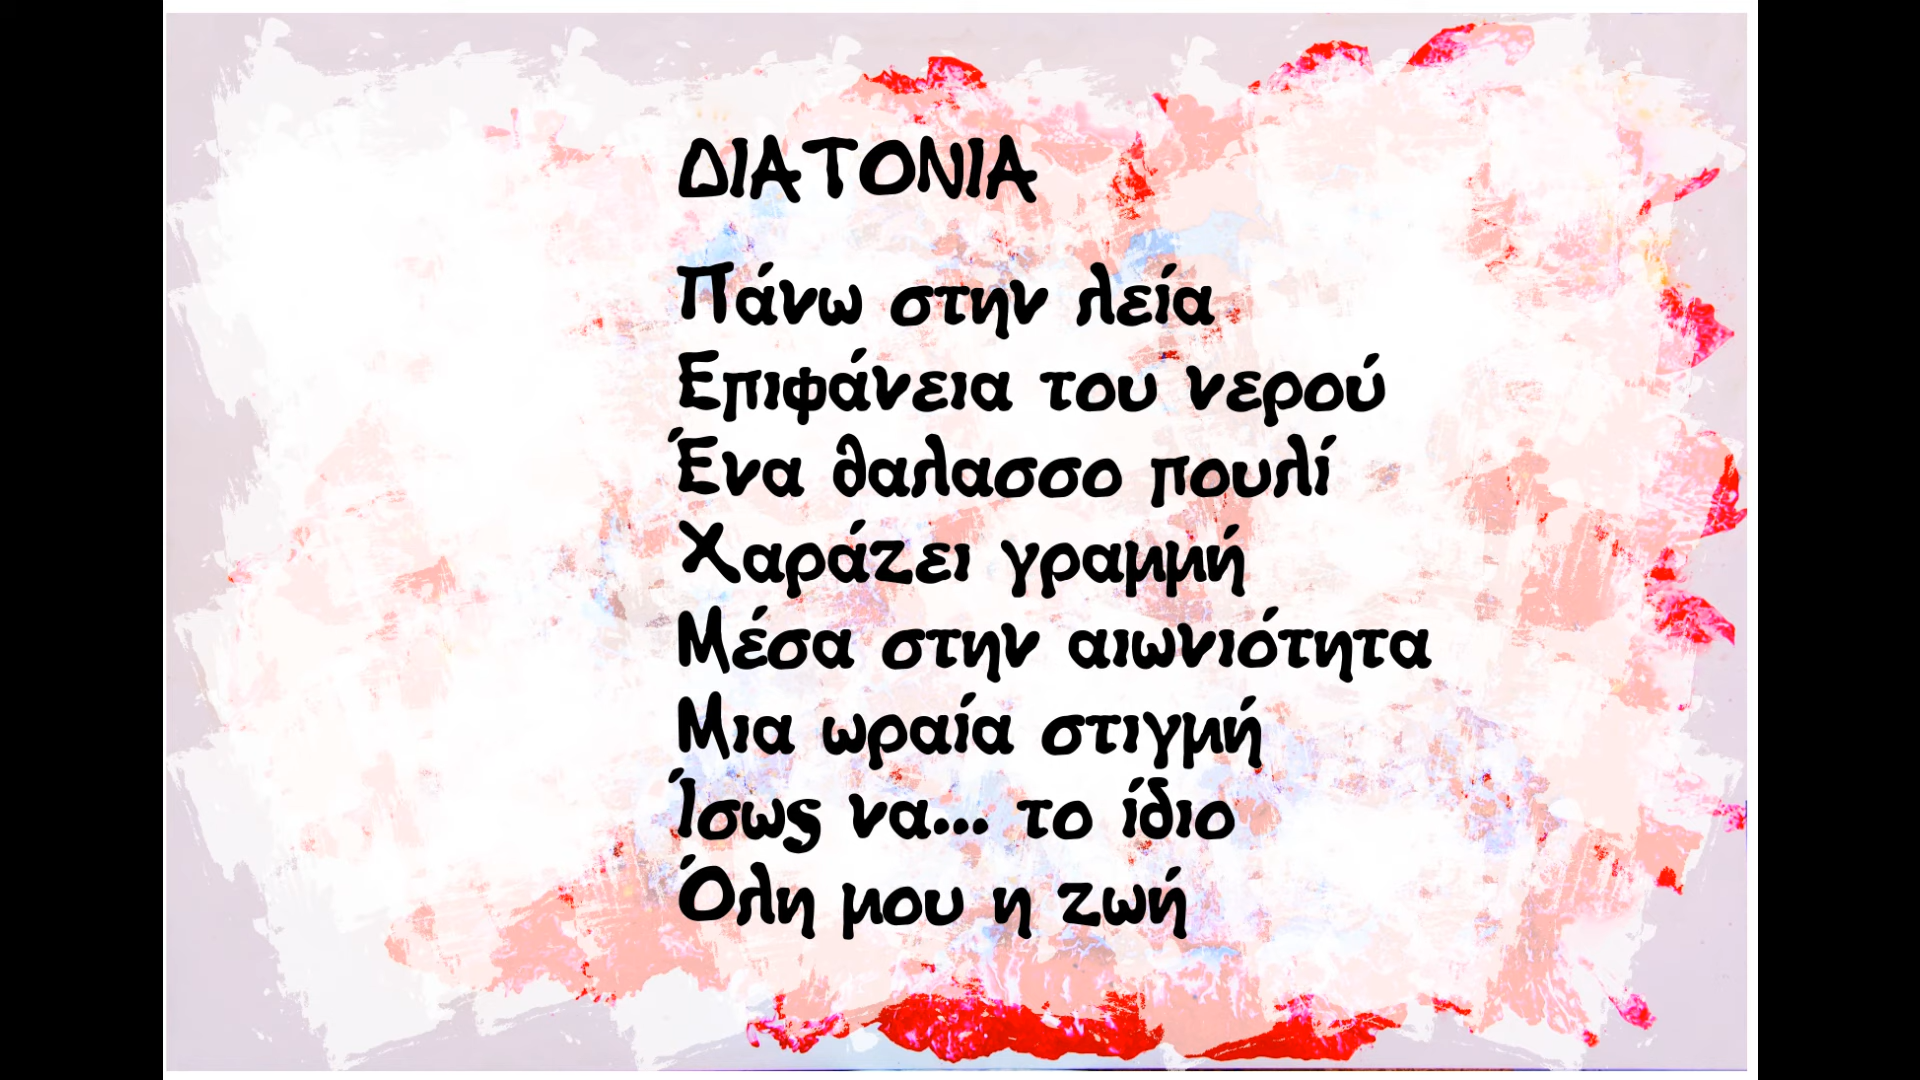 ΔΙΑΤΟΝΙΑ
Πάνω στην λεία
Επιφάνεια του νερού
Ένα θαλασσο πουλί
Χαράζει γραμμή
Μέσα στην αιωνιότητα
Μια ωραία στιγμή
Ίσως να... το ίδιο
Όλη μου η ζωή